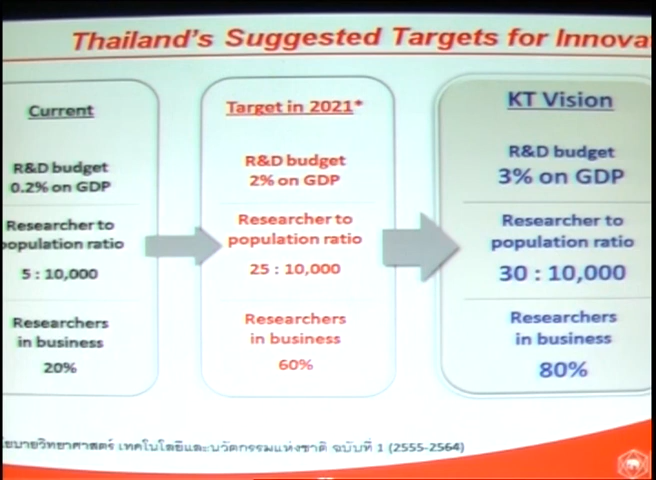 Thailand's Suggested Targets for Innova
Current
R&D budget
0.2% on GDP
Researcher to
population ratio
5 : 10,000
Researchers
in business
20%
Target in 2021*
R&D budget
2% on GDP
Researcher to
population ratio
25 : 10,000
Researchers
in business
60%
KT Vision
R&D budget
3% on GDP
Researcher to
population ratio
30 : 10,000
Researchers
in business
80%
โยบายวิทยาศาสตร์ เทคโนโลยีและนวัตกรรมแห่งชาติ ฉบับที่ 1 (2555-2564)